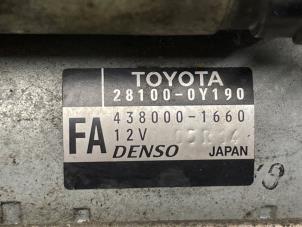 TOYOTA
28100-0Y190
FA 438000-1660
12V
DENSO JAPAN